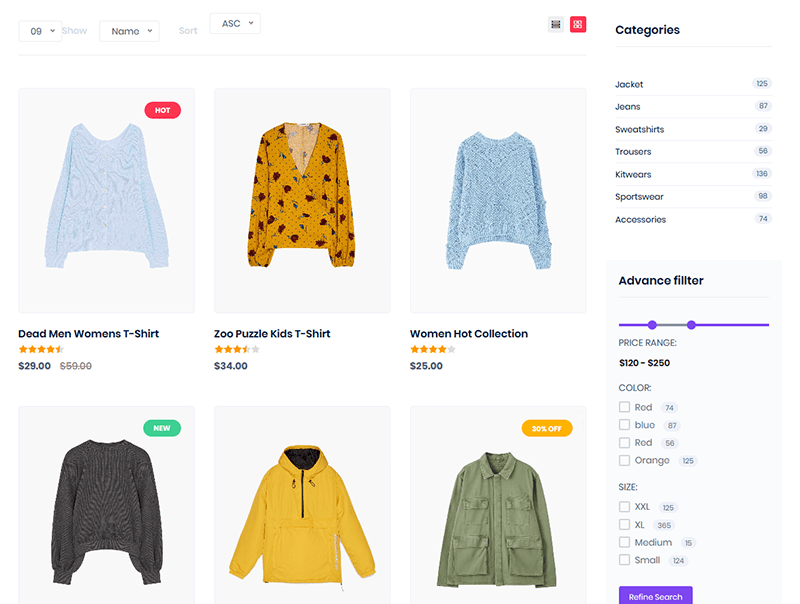 09 Show Name Sort ASC
HOT
Dead Men Womens T-Shirt
$29.00 $59.00
Zoo Puzzle Kids T-Shirt
$34.00
Women Hot Collection
$25.00
NEW
30% OFF
Categories
Jacket 125
Jeans 87
Sweatshirts 29
Trousers 56
Kitwears 136
Sportswear 98
Accessories 74
Advance fillter
PRICE RANGE:
$120 - $250
COLOR:
Red 74
blue 87
Red 56
Orange 125
SIZE:
XXL 125
XL 365
Medium 15
Small 124
Refine Search